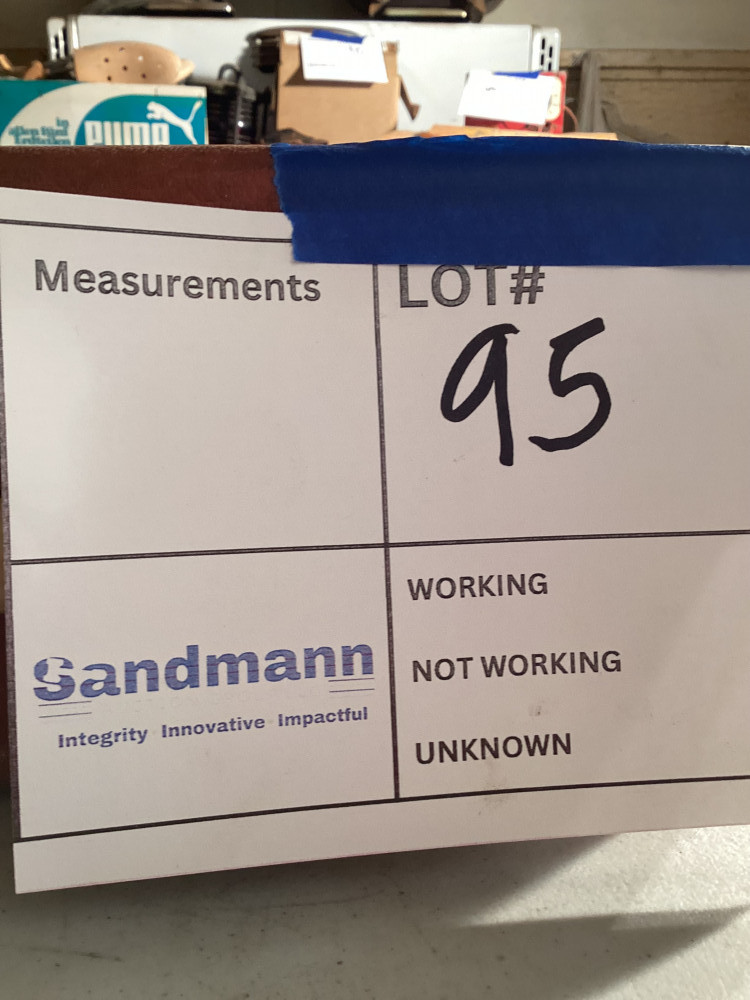 PUMA
Measurements
LOT#
95
WORKING
Sandmann
NOT WORKING
Integrity Innovative Impactful
UNKNOWN